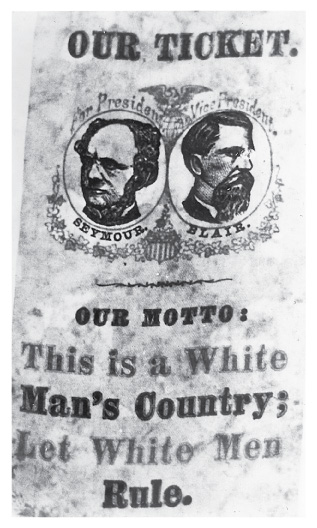 OUR TICKET.
For President Vice President.
SEYMOUR. BLAIR.
OUR MOTTO:
This is a White
Man's Country;
Let White Men
Rule.